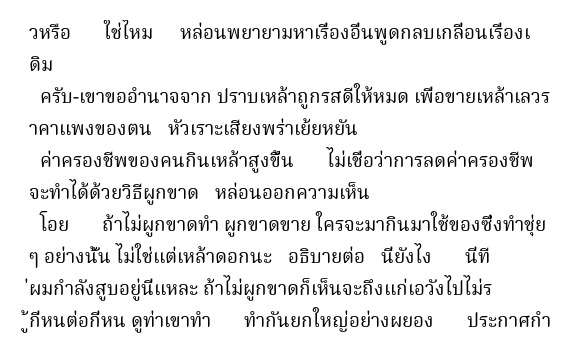 วหรือ ใช่ไหม หล่อนพยายามหาเรื่องอื่นพูดกลบเกลื่อนเรื่องเ
ดิม
ครับ-เขาขออำนาจจาก ปราบเหล้าถูกรสดีให้หมด เพื่อขายเหล้าเลวร
าคาแพงของตน หัวเราะเสียงพร่าเย้ยหยัน
ค่าครองชีพของคนกินเหล้าสูงขึ้น ไม่เชื่อว่าการลดค่าครองชีพ
จะทำได้ด้วยวิธีผูกขาด หล่อนออกความเห็น
โอย ถ้าไม่ผูกขาดทำ ผูกขาดขาย ใครจะมากินมาใช้ของซึ่งทำชุ่ย
ๆ อย่างนั้น ไม่ใช่แต่เหล้าดอกนะ อธิบายต่อ นี่ยังไง นี่ที
่ผมกำลังสูบอยู่นี่แหละ ถ้าไม่ผูกขาดก็เห็นจะถึงแก่เอวังไปไม่ร
ู้กี่หนต่อกี่หน ดูท่าเขาทำ ทำกันยกใหญ่อย่างผยอง ประกาศกำ